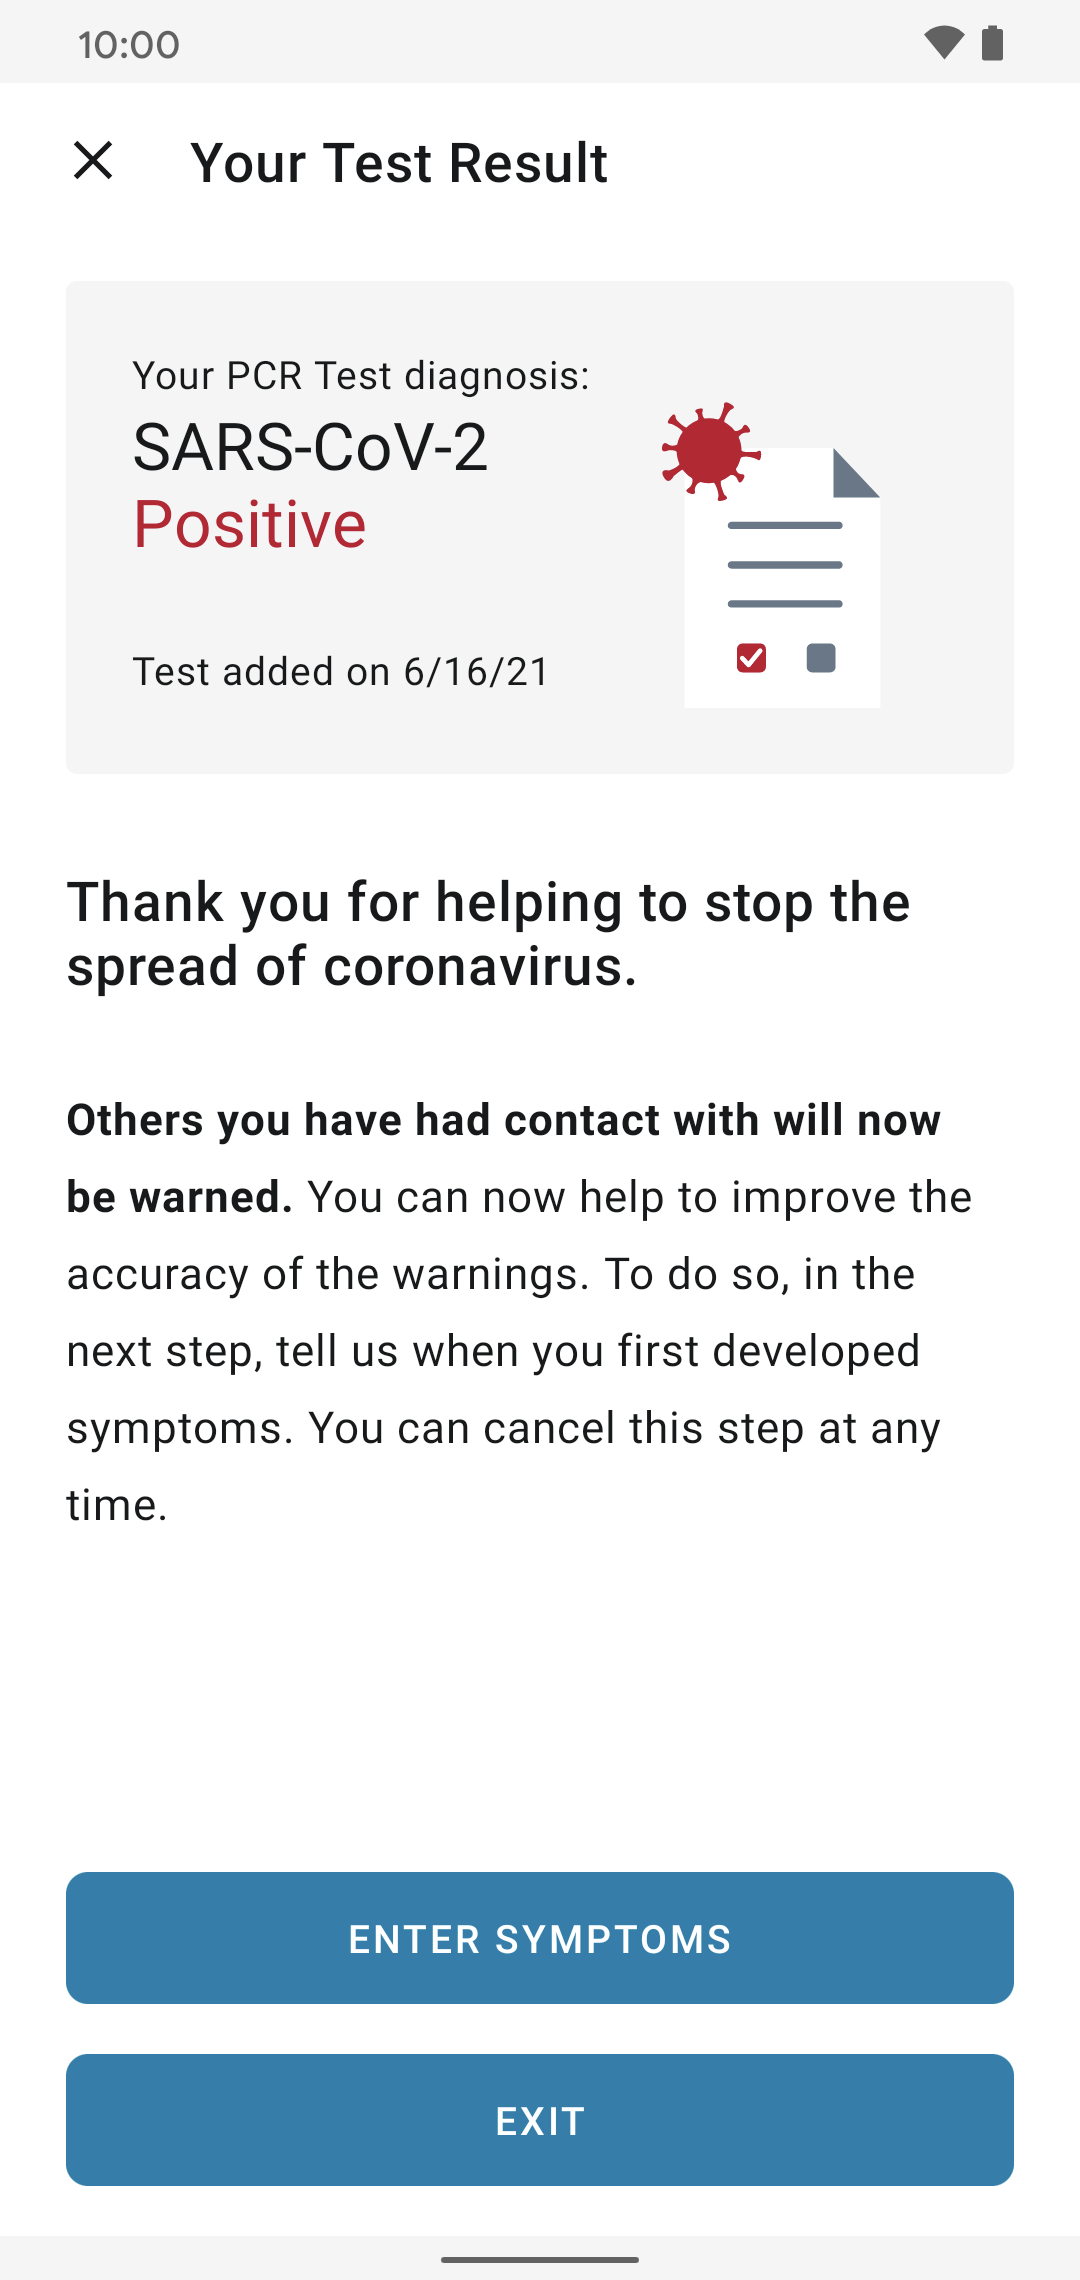 10:00
Your Test Result
Your PCR Test diagnosis:
SARS-CoV-2
Positive
Test added on 6/16/21
Thank you for helping to stop the
spread of coronavirus.
Others you have had contact with will now
be warned. You can now help to improve the
accuracy of the warnings. To do so, in the
next step, tell us when you first developed
symptoms. You can cancel this step at any
time.
ENTER SYMPTOMS
EXIT